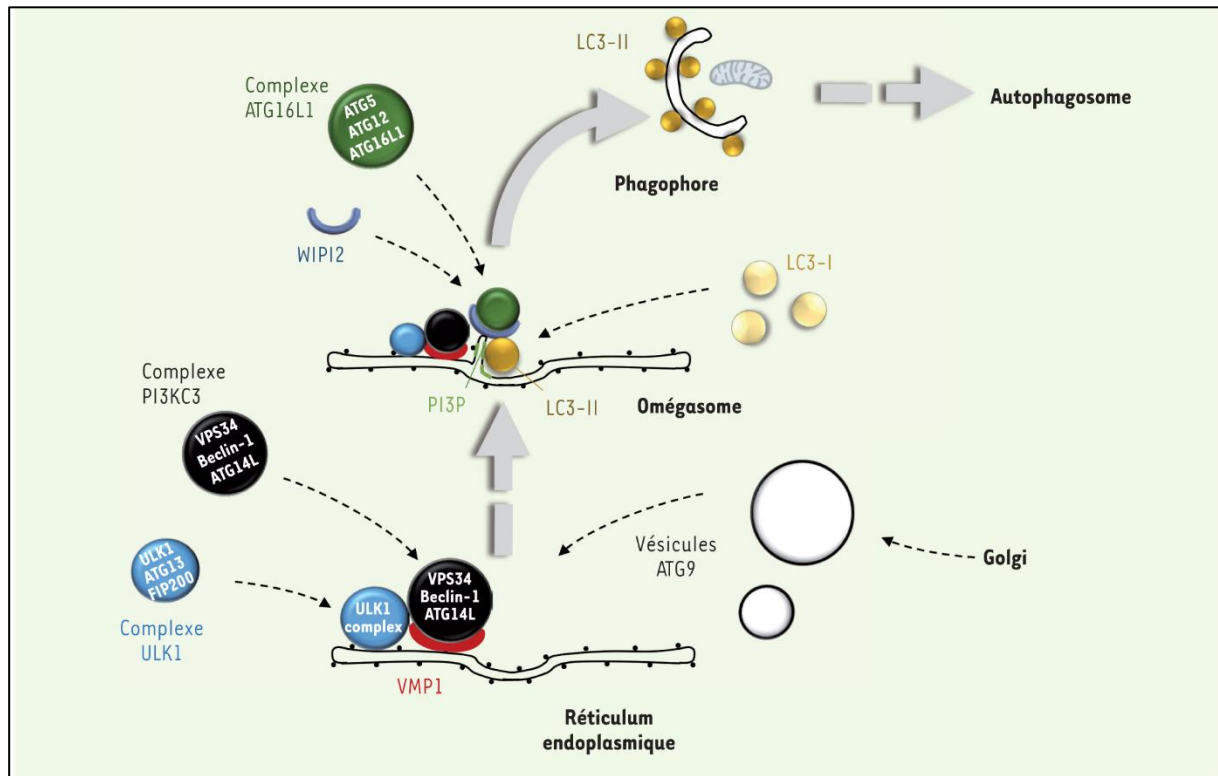 LC3-II
Complexe
ATG16L1
ATG5
ATG12
ATG16L1
Autophagosome
Phagophore
WIPI2
LC3-I
Complexe
PI3KC3
PI3P
LC3-II
Omégasome
VPS34
Beclin-1
ATG14L
Vésicules
ATG9
Golgi
ULK1
ATG13
FIP200
VPS34
Beclin-1
ATG14L
ULK1
complex
Complexe
ULK1
VMP1
Réticulum
endoplasmique